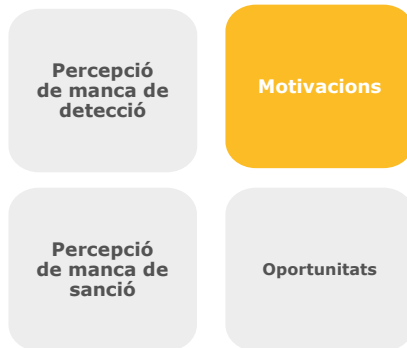 Percepció
de manca de
detecció
Motivacions
Percepció
de manca de
sanció
Oportunitats